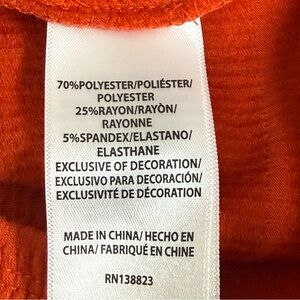 70%POLYESTER/POLIÉSTER/
POLYESTER
25%RAYON/RAYÒN/
RAYONNE
5%SPANDEX/ELASTANO/
ELASTHANE
EXCLUSIVE OF DECORATION/
EXCLUSIVO PARA DECORACIÓN/
EXCLUSIVITÉ DE DÉCORATION
MADE IN CHINA/ HECHO EN
CHINA/ FABRIQUÉ EN CHINE
RN138823